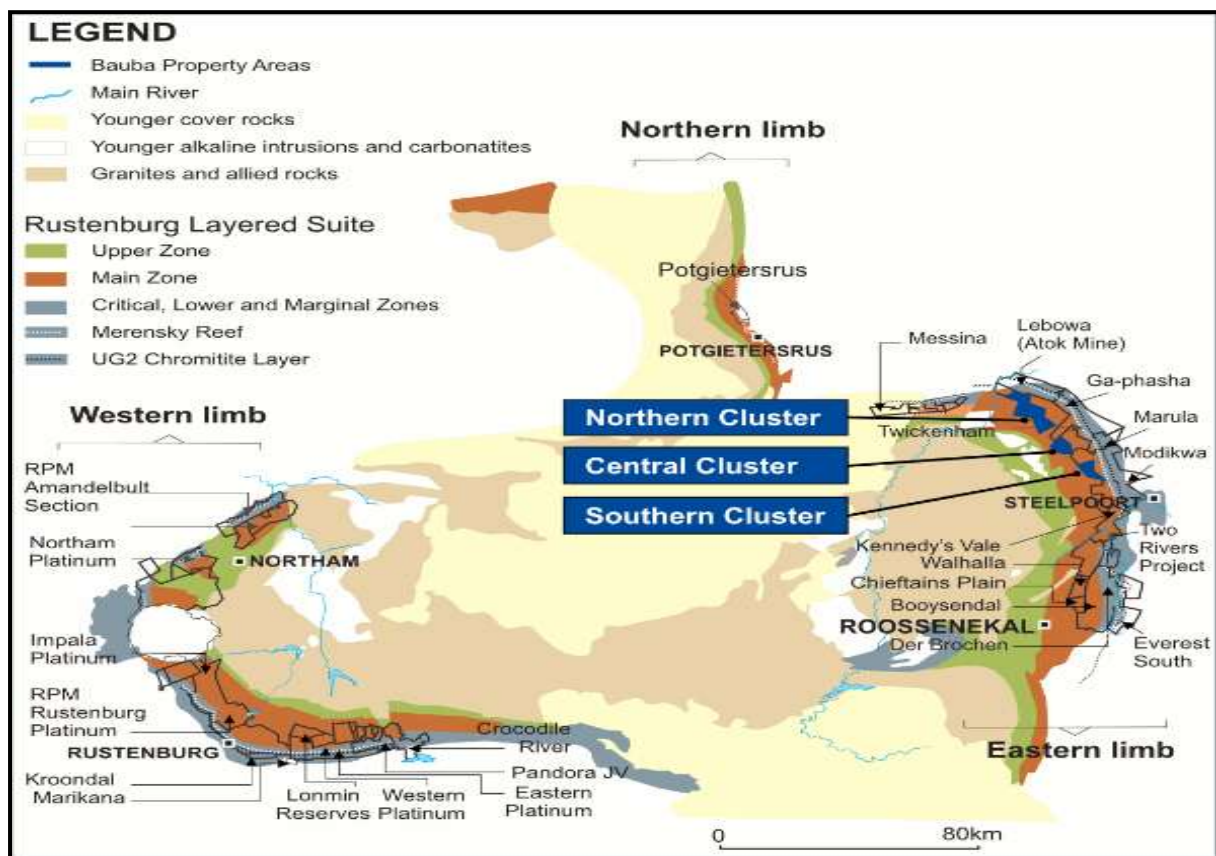 LEGEND
Bauba Property Areas
Main River
Younger cover rocks
Younger alkaline intrusions and carbonatites
Granites and allied rocks
Rustenburg Layered Suite
Upper Zone
Main Zone
Critical, Lower and Marginal Zones
Merensky Reef
UG2 Chromitite Layer
Northern limb
Potgietersrus
POTGIETERSRUS
Messina
Lebowa
(Atok Mine)
Ga-phasha
Marula
Modikwa
Twickenham
Northern Cluster
Central Cluster
Southern Cluster
STEELPOORT
Kennedy's Vale
Walhalla
Two
Rivers
Project
Chieftains Plain
Booysendal
ROOSSENEKAL
Der Brochen
Everest
South
Eastern limb
Western limb
RPM
Amandelbult
Section
Northam
Platinum
NORTHAM
Impala
Platinum
RPM
Rustenburg
Platinum
RUSTENBURG
Kroondal
Marikana
Lonmin
Reserves
Western
Platinum
Eastern
Platinum
Pandora JV
Crocodile
River
0
80km